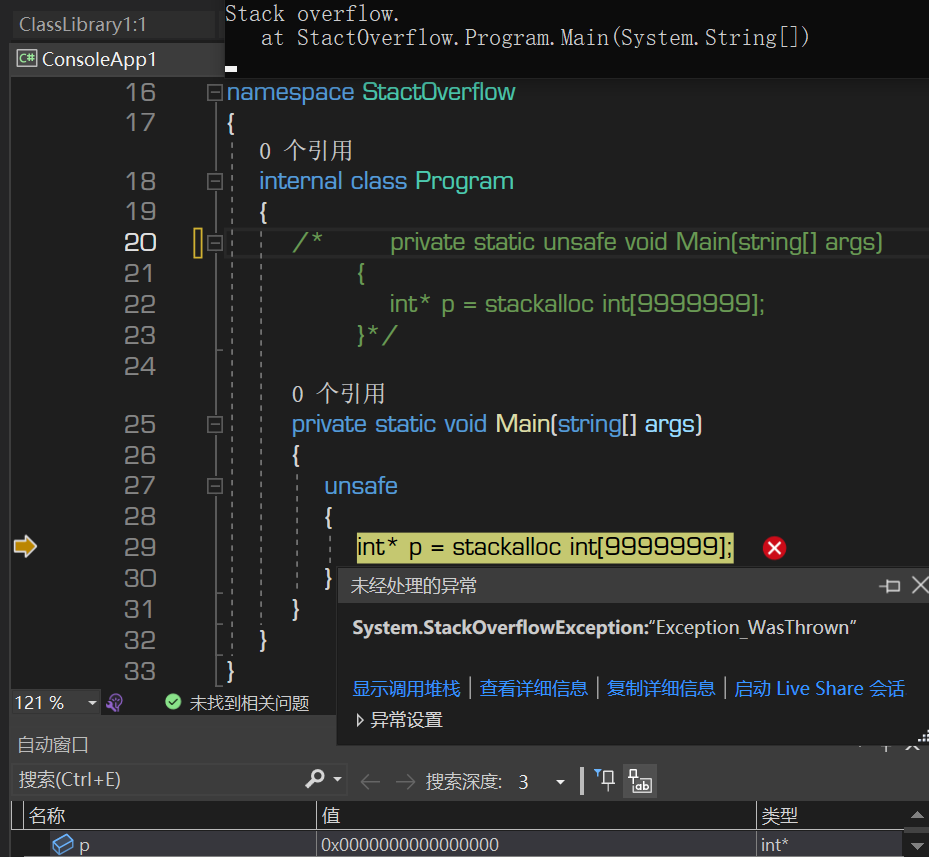 ClassLibrary1:1
Stack overflow.
at StactOverflow.Program.Main(System.String[])
C# ConsoleApp1
16 namespace StactOverflow
17 {
0 个引用
18 internal class Program
19 {
20 /* private static unsafe void Main(string[] args)
21 {
22 int* p = stackalloc int[9999999];
23 }*/
24
0 个引用
25 private static void Main(string[] args)
26 {
27 unsafe
28 {
29 int* p = stackalloc int[9999999];
30 }
31 }
32 }
33 }
未经处理的异常
System.StackOverflowException:“Exception_WasThrown”
显示调用堆栈 | 查看详细信息 | 复制详细信息 | 启动 Live Share 会话
异常设置
121 % 未找到相关问题
自动窗口
搜索(Ctrl+E) 搜索深度: 3 ab
名称 值 类型
p 0x0000000000000000 int*